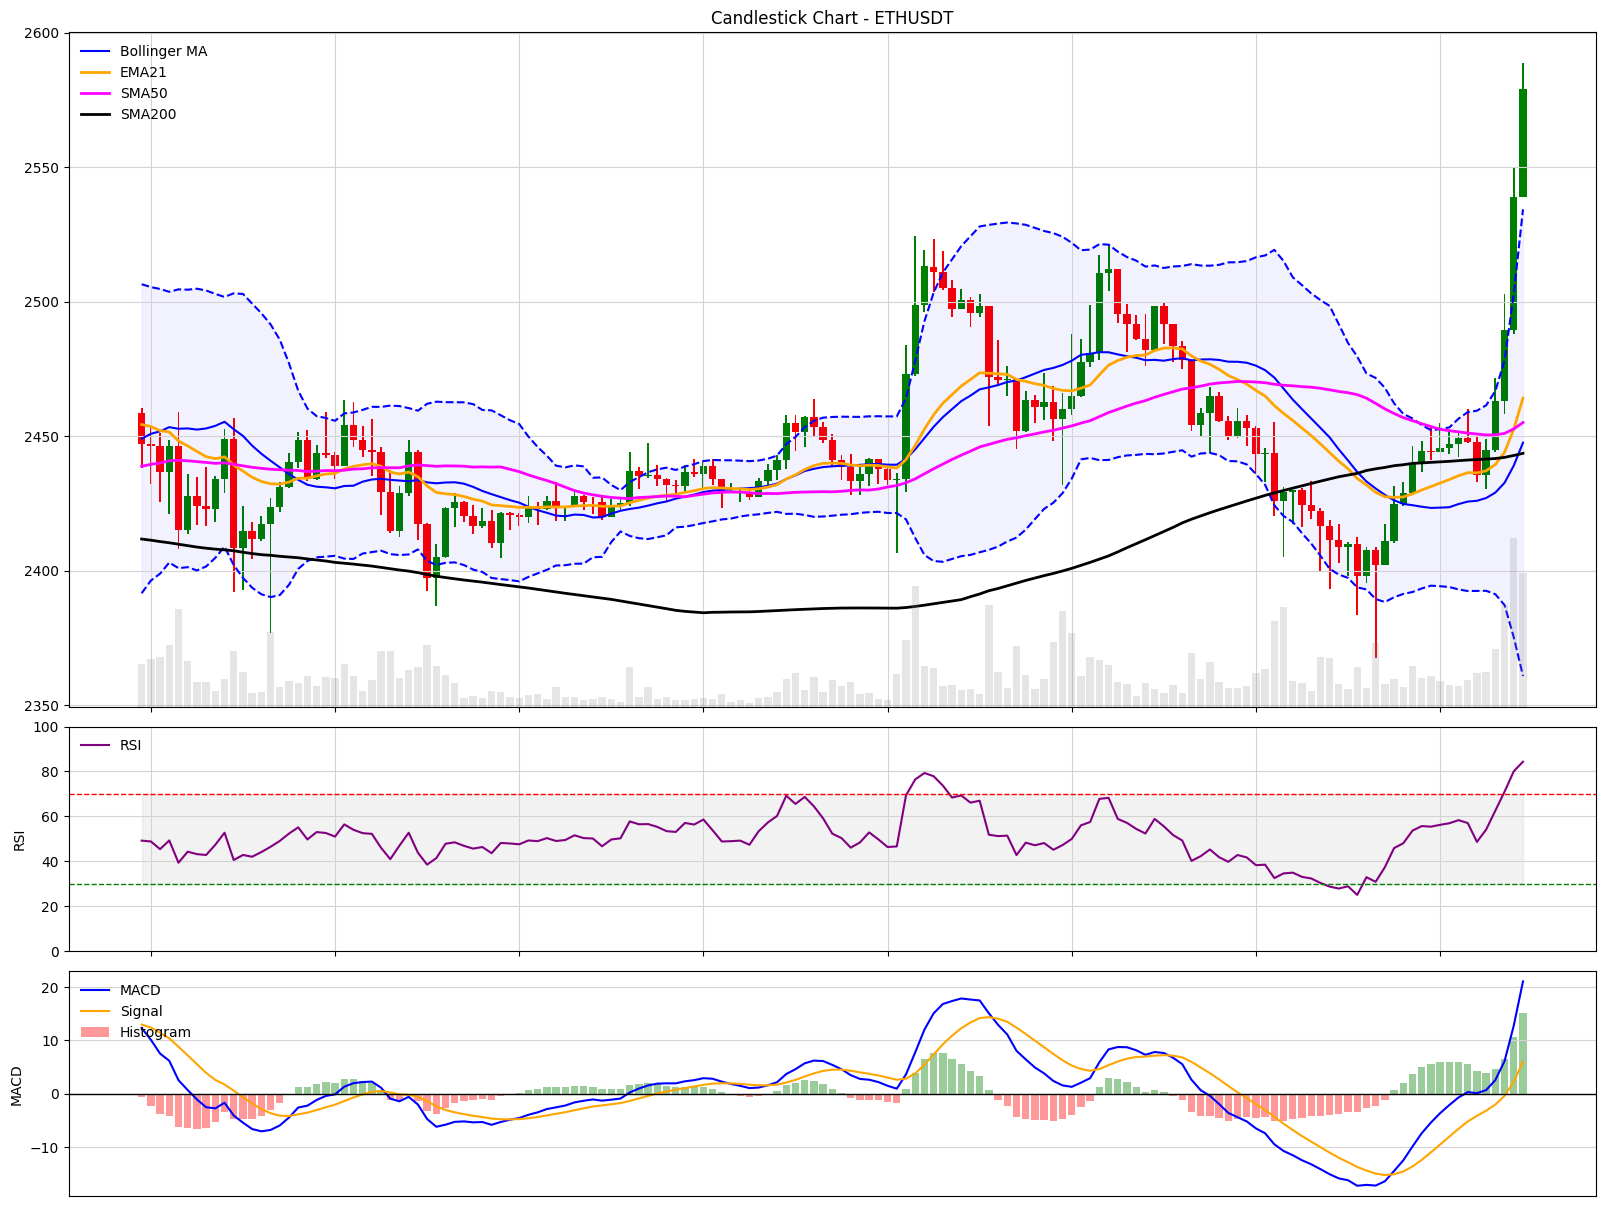 Candlestick Chart - ETHUSDT
2600
2550
2500
2450
2400
2350
Bollinger MA
EMA21
SMA50
SMA200
100
80
60
40
20
0
RSI
RSI
20
10
0
−10
MACD
MACD
Signal
Histogram